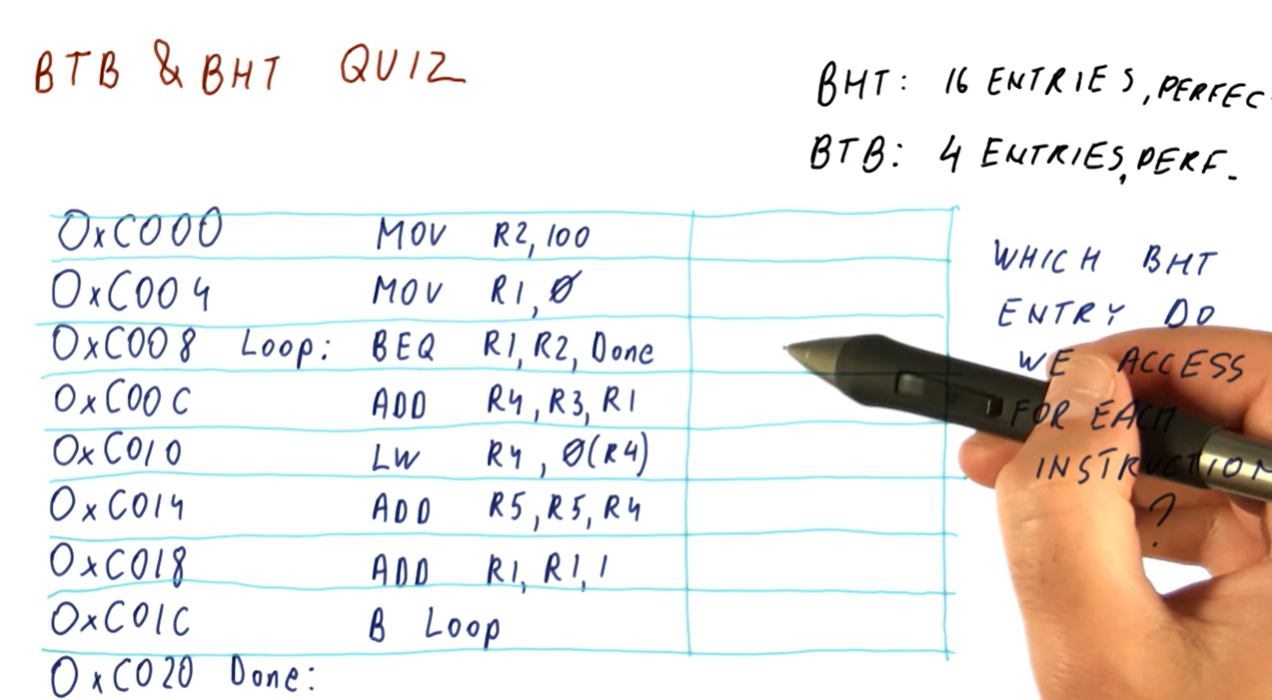 BTB & BHT QUIZ
BHT: 16 ENTRIES, PERFEC
BTB: 4 ENTRIES, PERF.
0xC000 MOV R2, 100
0xC004 MOV R1, 0
0xC008 Loop: BEQ R1, R2, Done
0xC00C ADD R4, R3, R1
0xC010 LW R4, 0(R4)
0xC014 ADD R5, R5, R4
0xC018 ADD R1, R1, 1
0xC01C B Loop
0xC020 Done:
WHICH BHT
ENTRY DO
WE ACCESS
FOR EACH
INSTRUCTION
?